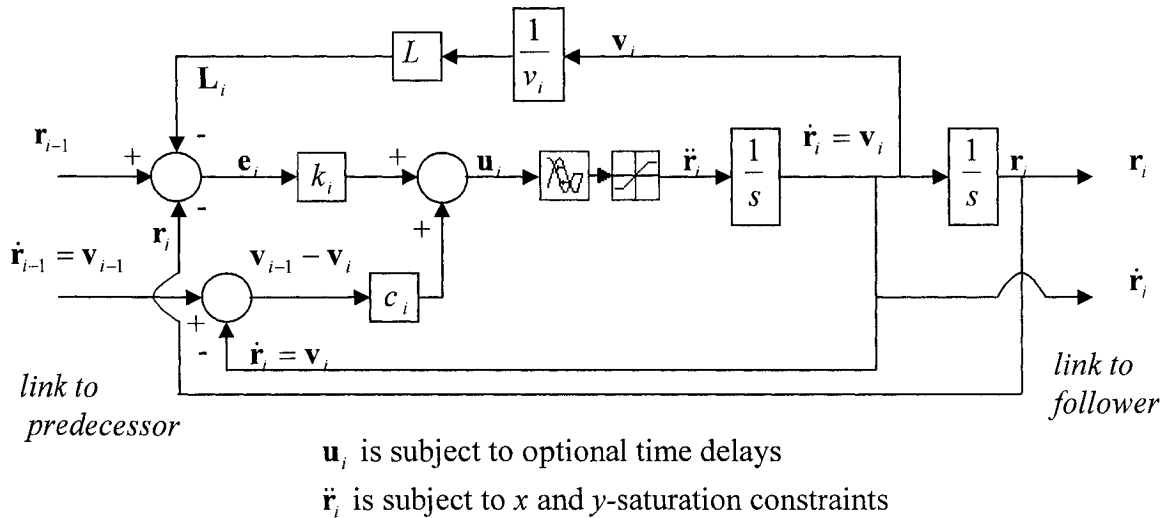 L
1
v_i
v_i
L_i
r_{i-1}
-
+
-
e_i
k_i
+
+
u_i
r̈_i
1
s
ṙ_i = v_i
1
s
r_i
r_i
r_i
ṙ_{i-1} = v_{i-1}
v_{i-1} − v_i
c_i
ṙ_i
+
-
ṙ_i = v_i
link to
predecessor
link to
follower
u_i is subject to optional time delays
r̈_i is subject to x and y-saturation constraints